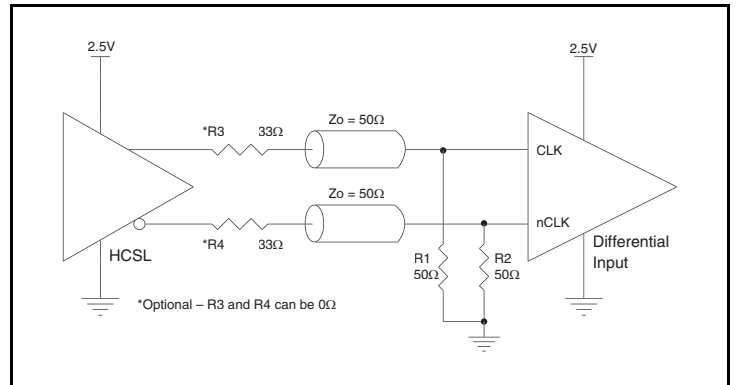 2.5V
2.5V
*R3
33Ω
Zo = 50Ω
CLK
Zo = 50Ω
nCLK
*R4
33Ω
HCSL
R1
50Ω
R2
50Ω
Differential
Input
*Optional – R3 and R4 can be 0Ω